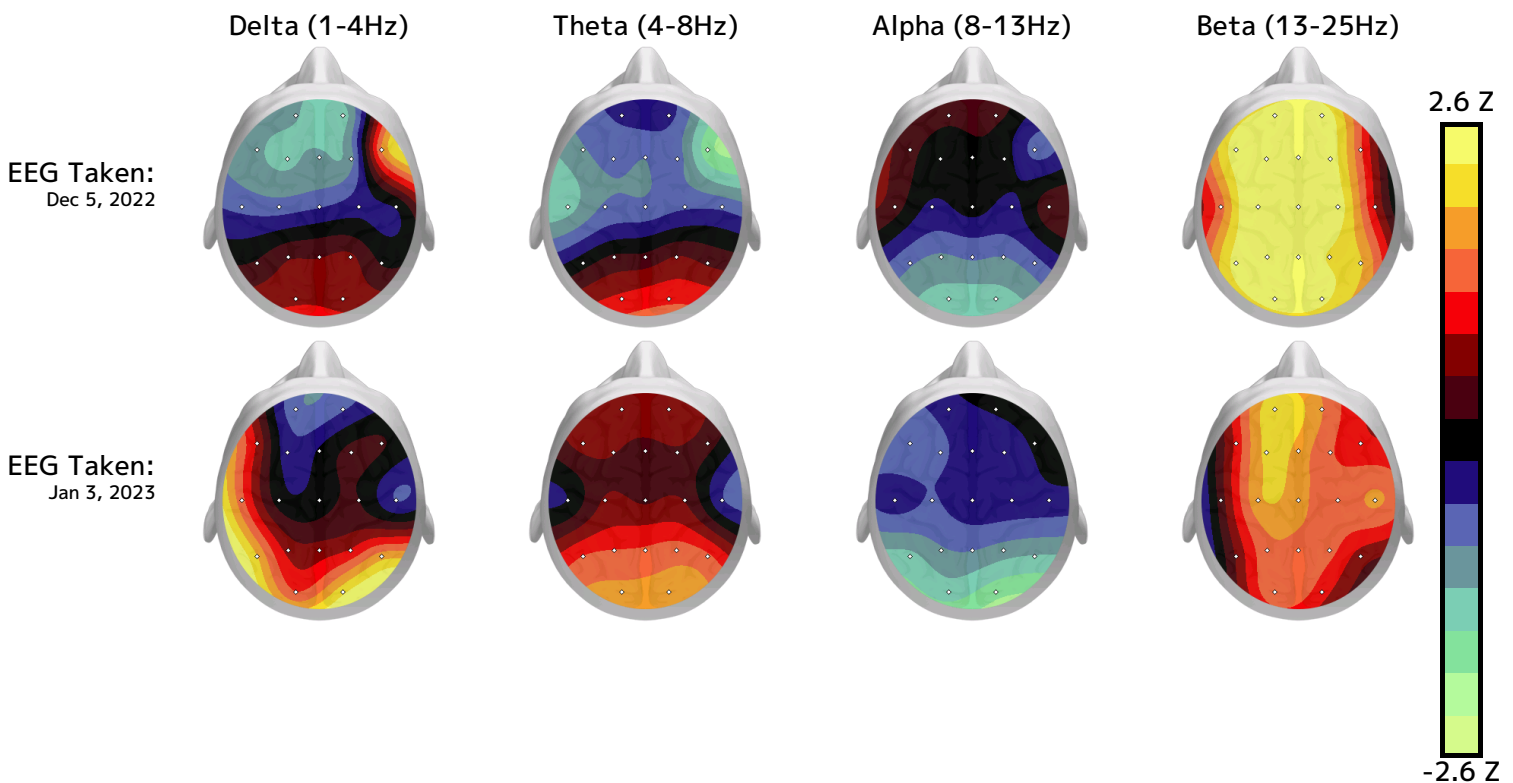 Delta (1-4Hz)
Theta (4-8Hz)
Alpha (8-13Hz)
Beta (13-25Hz)
2.6 Z
EEG Taken:
Dec 5, 2022
EEG Taken:
Jan 3, 2023
-2.6 Z